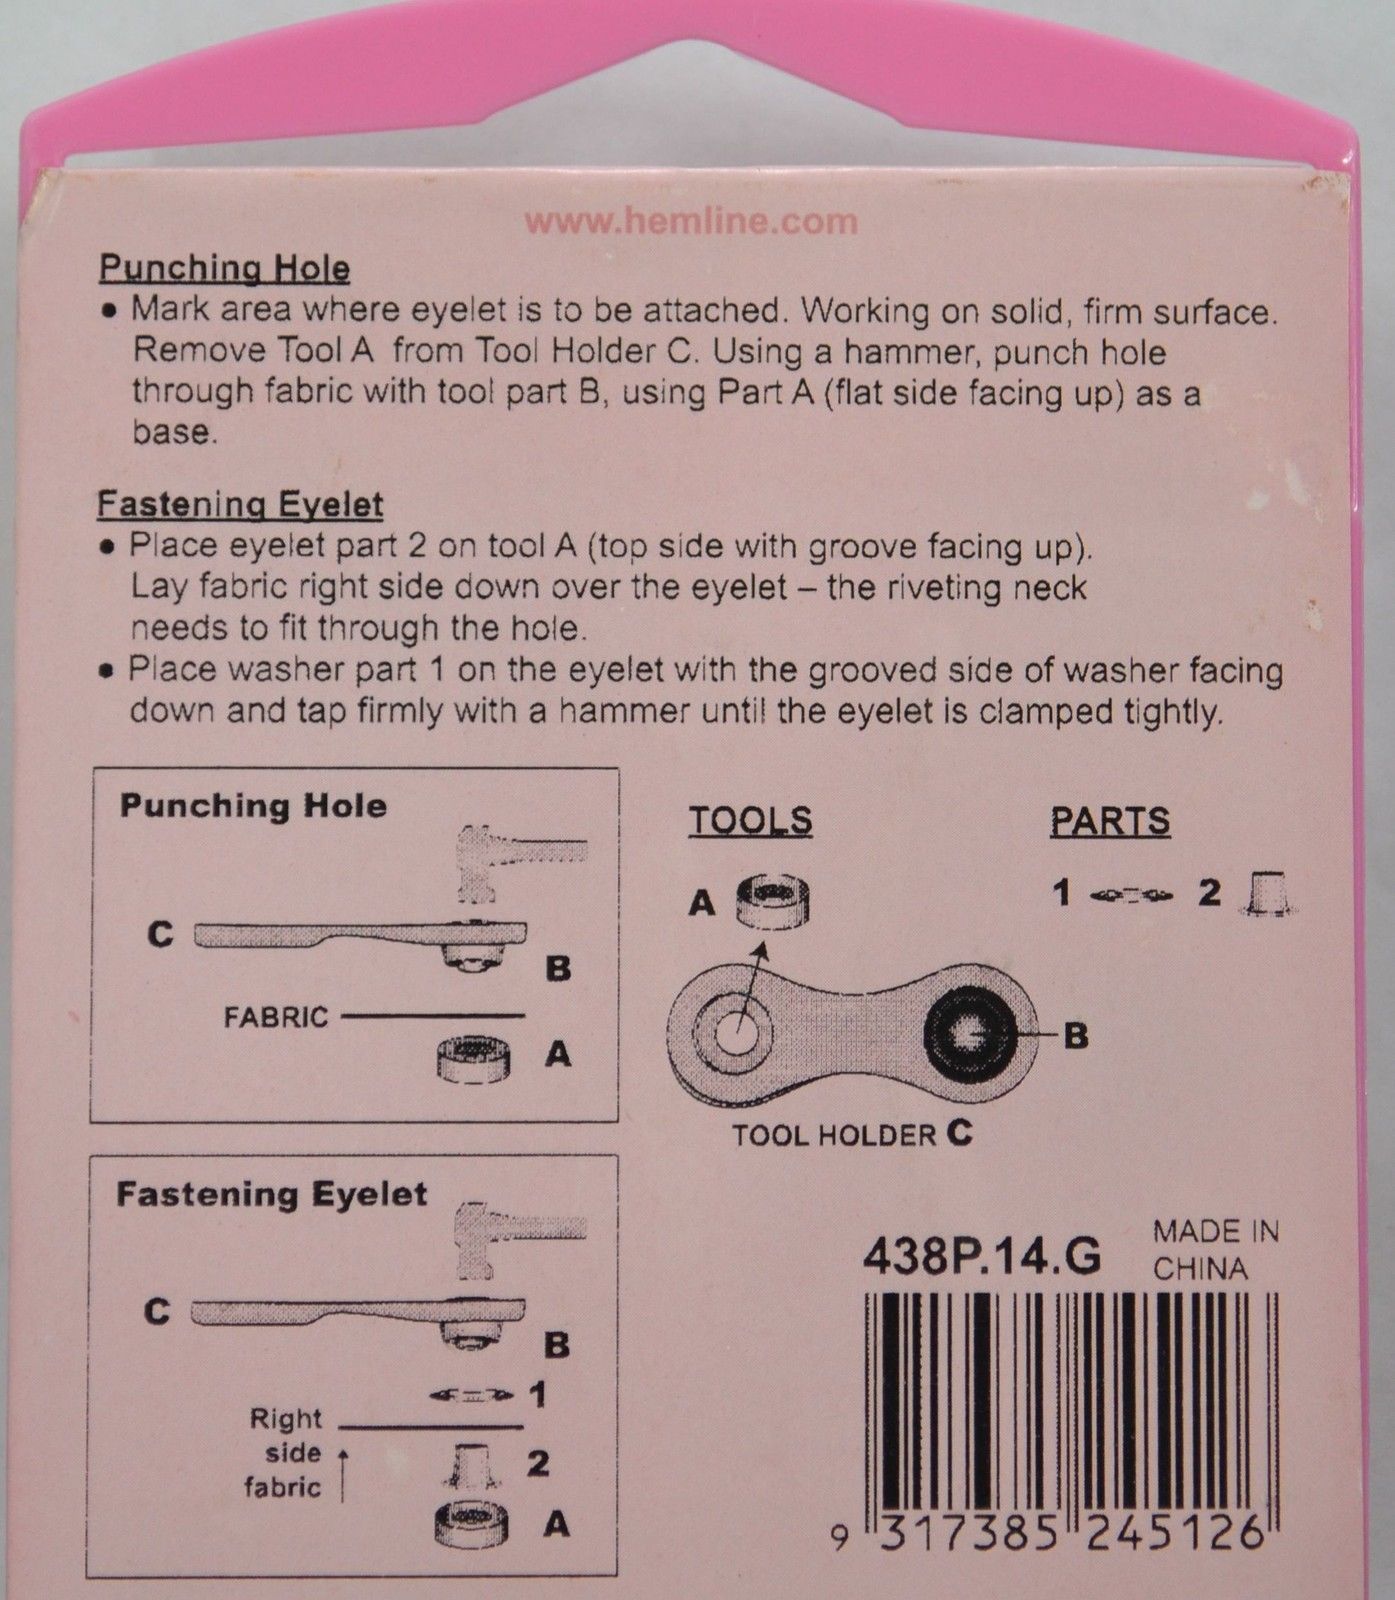 www.hemline.com
Punching Hole
• Mark area where eyelet is to be attached. Working on solid, firm surface.
Remove Tool A from Tool Holder C. Using a hammer, punch hole
through fabric with tool part B, using Part A (flat side facing up) as a
base.
Fastening Eyelet
• Place eyelet part 2 on tool A (top side with groove facing up).
Lay fabric right side down over the eyelet – the riveting neck
needs to fit through the hole.
• Place washer part 1 on the eyelet with the grooved side of washer facing
down and tap firmly with a hammer until the eyelet is clamped tightly.
Punching Hole
C
B
FABRIC
A
TOOLS
A
B
TOOL HOLDER C
PARTS
1 2
Fastening Eyelet
C
B
1
Right
side
fabric
2
A
438P.14.G
MADE IN
CHINA
9 317385 245126